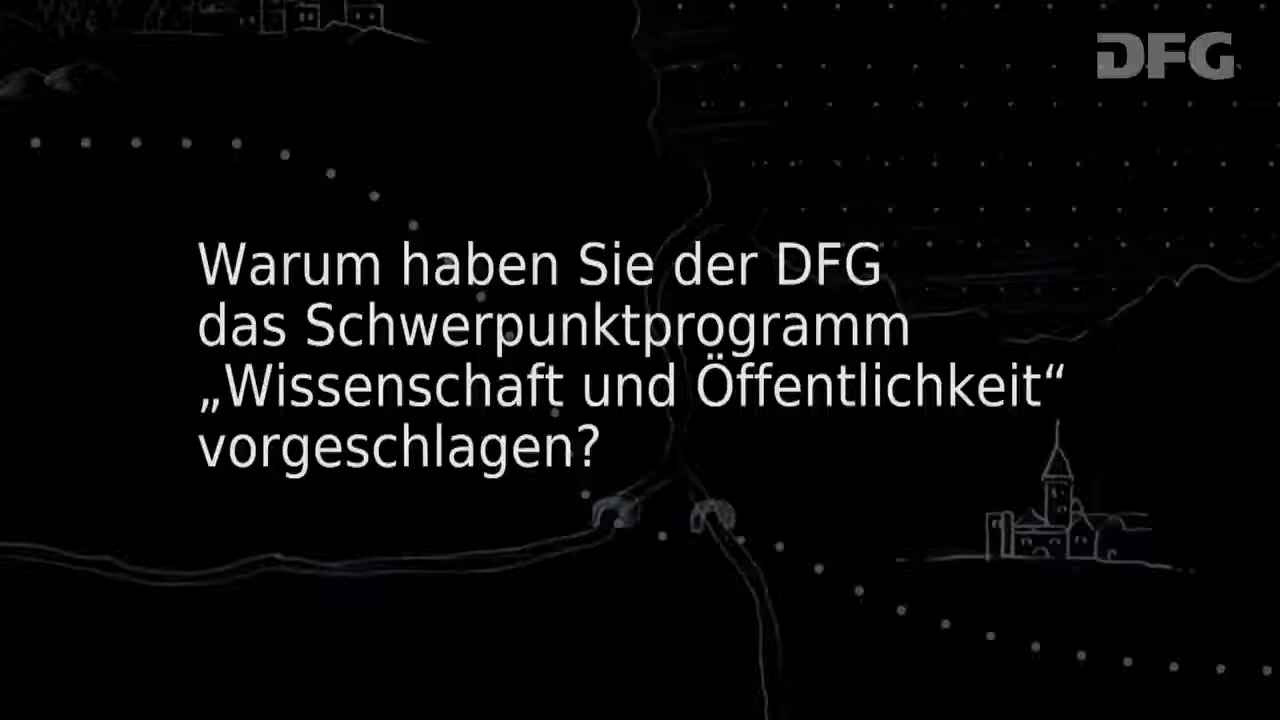 DFG
Warum haben Sie der DFG
das Schwerpunktprogramm
„Wissenschaft und Öffentlichkeit“
vorgeschlagen?